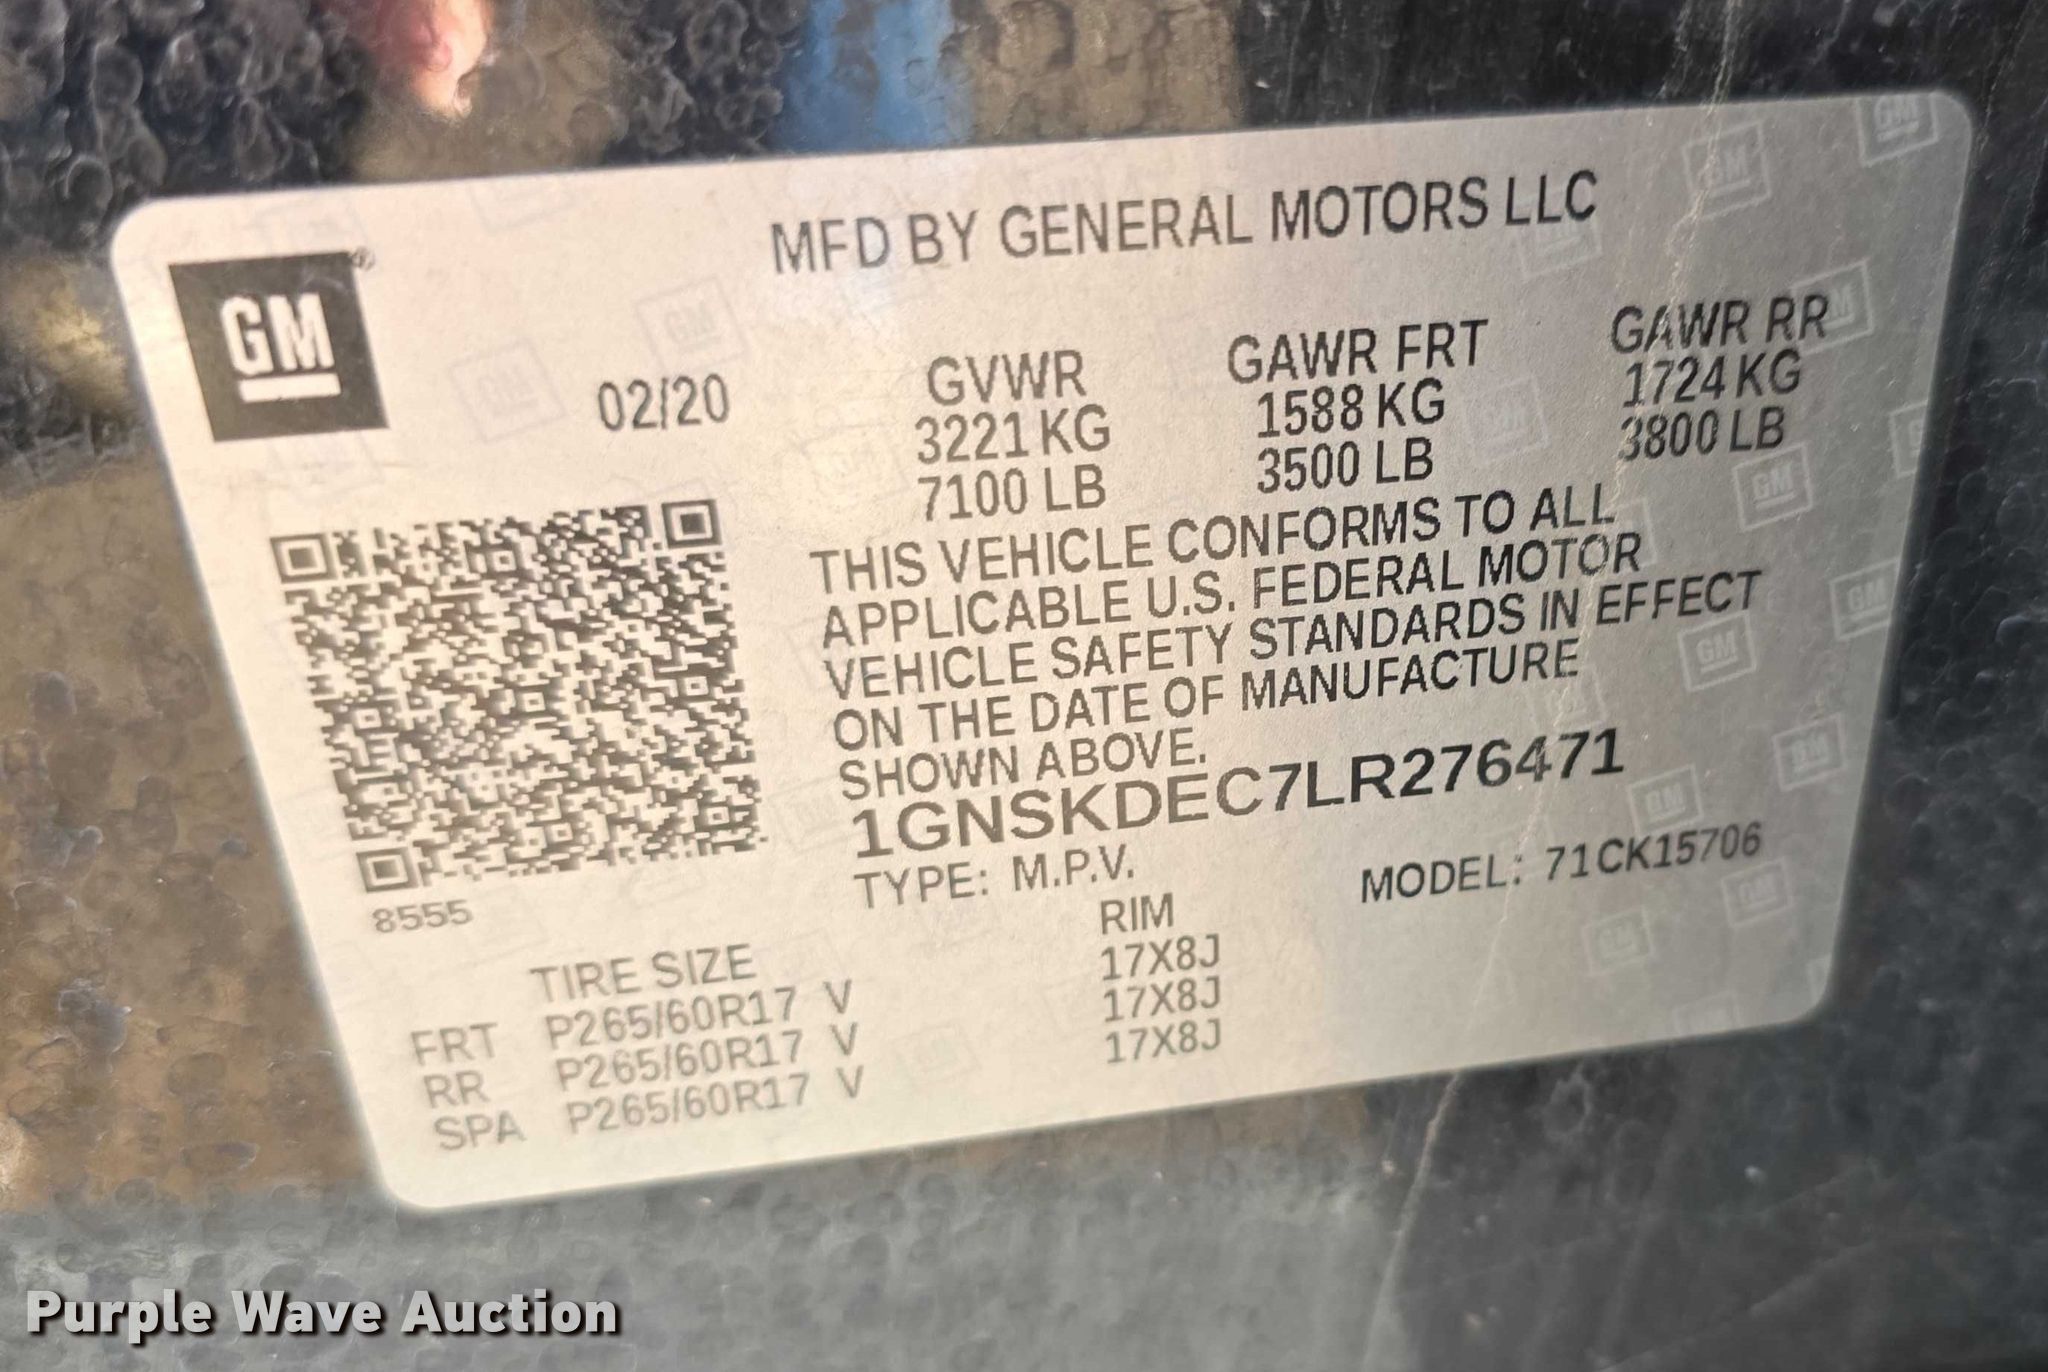 MFD BY GENERAL MOTORS LLC
GM®
02/20
GVWR GAWR FRT GAWR RR
3221 KG 1588 KG 1724 KG
7100 LB 3500 LB 3800 LB
THIS VEHICLE CONFORMS TO ALL
APPLICABLE U.S. FEDERAL MOTOR
VEHICLE SAFETY STANDARDS IN EFFECT
ON THE DATE OF MANUFACTURE
SHOWN ABOVE.
1GNSKDEC7LR276471
TYPE: M.P.V. MODEL: 71CK15706
8555
TIRE SIZE RIM
FRT P265/60R17 V 17X8J
RR P265/60R17 V 17X8J
SPA P265/60R17 V 17X8J
Purple Wave Auction